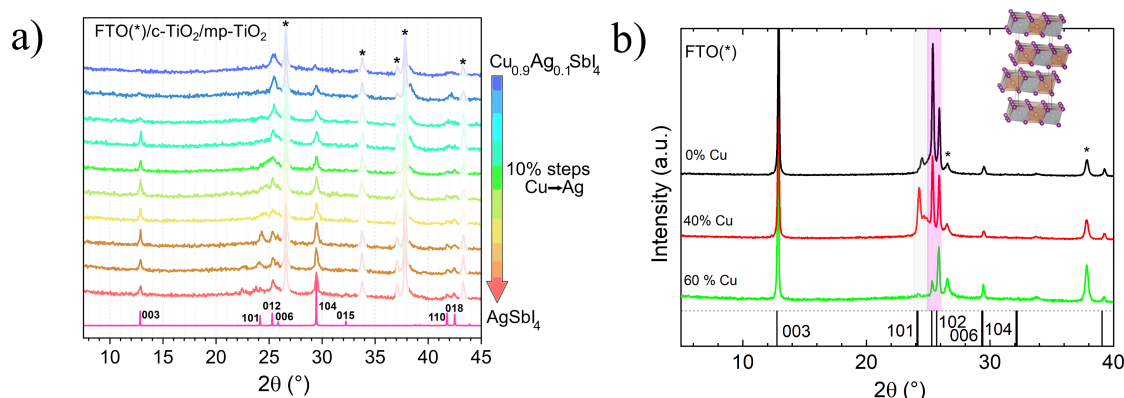 a)
FTO(*)/c-TiO2/mp-TiO2
*
*
*
*
*
Cu0.9Ag0.1SbI4
10% steps
Cu→Ag
AgSbI4
003
101
012
006
104
015
110
018
10 15 20 25 30 35 40 45
2θ (°)
b)
FTO(*)
Intensity (a.u.)
0% Cu
*
*
40% Cu
60 % Cu
003
101
102
006
104
10 20 30 40
2θ (°)